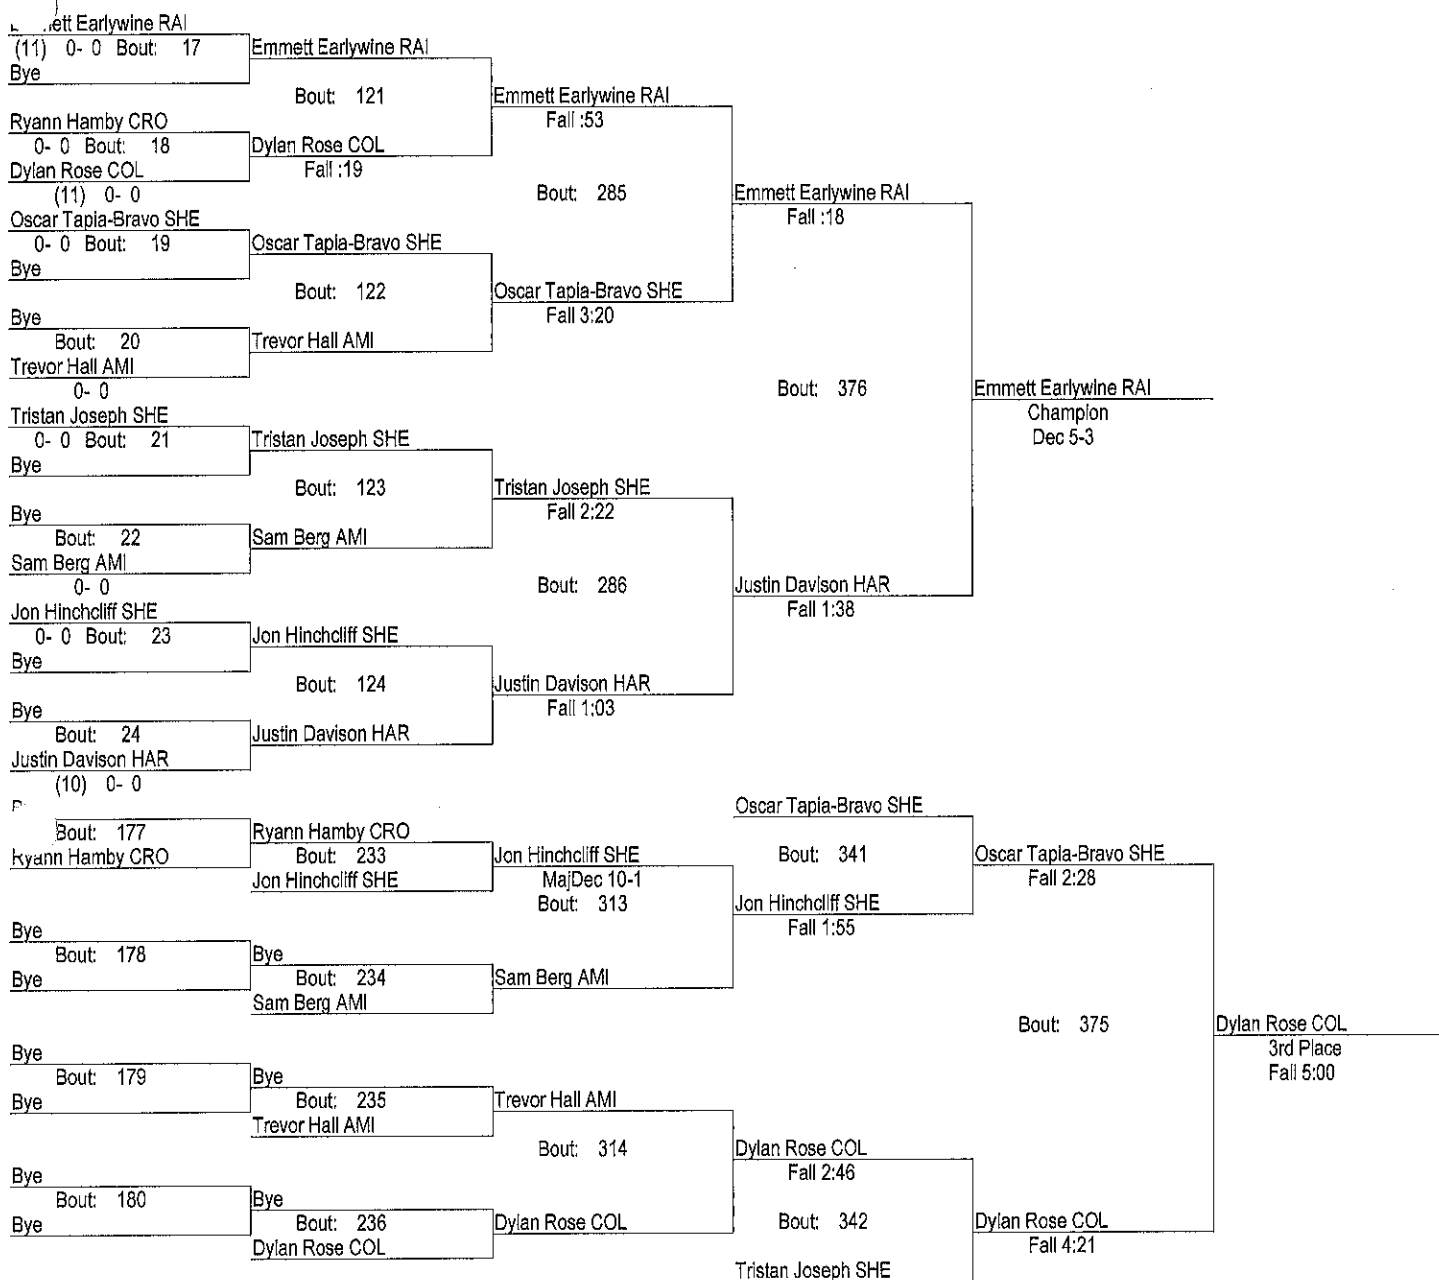 ett Earlywine RAI
(11) 0- 0 Bout: 17
Bye
Emmett Earlywine RAI
Bout: 121
Ryann Hamby CRO
0- 0 Bout: 18
Dylan Rose COL
(11) 0- 0
Dylan Rose COL
Fall :19
Emmett Earlywine RAI
Fall :53
Bout: 285
Oscar Tapia-Bravo SHE
0- 0 Bout: 19
Bye
Oscar Tapia-Bravo SHE
Bout: 122
Bye
Bout: 20
Trevor Hall AMI
0- 0
Trevor Hall AMI
Oscar Tapia-Bravo SHE
Fall 3:20
Emmett Earlywine RAI
Fall :18
Bout: 376
Emmett Earlywine RAI
Champion
Dec 5-3
Tristan Joseph SHE
0- 0 Bout: 21
Bye
Tristan Joseph SHE
Bout: 123
Bye
Bout: 22
Sam Berg AMI
0- 0
Sam Berg AMI
Tristan Joseph SHE
Fall 2:22
Bout: 286
Jon Hinchcliff SHE
0- 0 Bout: 23
Bye
Jon Hinchcliff SHE
Bout: 124
Bye
Bout: 24
Justin Davison HAR
(10) 0- 0
Justin Davison HAR
Justin Davison HAR
Fall 1:03
Justin Davison HAR
Fall 1:38
Bout: 177
Ryann Hamby CRO
Ryann Hamby CRO
Bout: 233
Jon Hinchcliff SHE
Jon Hinchcliff SHE
MajDec 10-1
Bout: 313
Bye
Bout: 178
Bye
Bye
Bout: 234
Sam Berg AMI
Sam Berg AMI
Oscar Tapia-Bravo SHE
Bout: 341
Jon Hinchcliff SHE
Fall 1:55
Oscar Tapia-Bravo SHE
Fall 2:28
Bout: 375
Dylan Rose COL
3rd Place
Fall 5:00
Bye
Bout: 179
Bye
Bye
Bout: 235
Trevor Hall AMI
Trevor Hall AMI
Bout: 314
Bye
Bout: 180
Bye
Bye
Bout: 236
Dylan Rose COL
Dylan Rose COL
Dylan Rose COL
Fall 2:46
Bout: 342
Tristan Joseph SHE
Dylan Rose COL
Fall 4:21